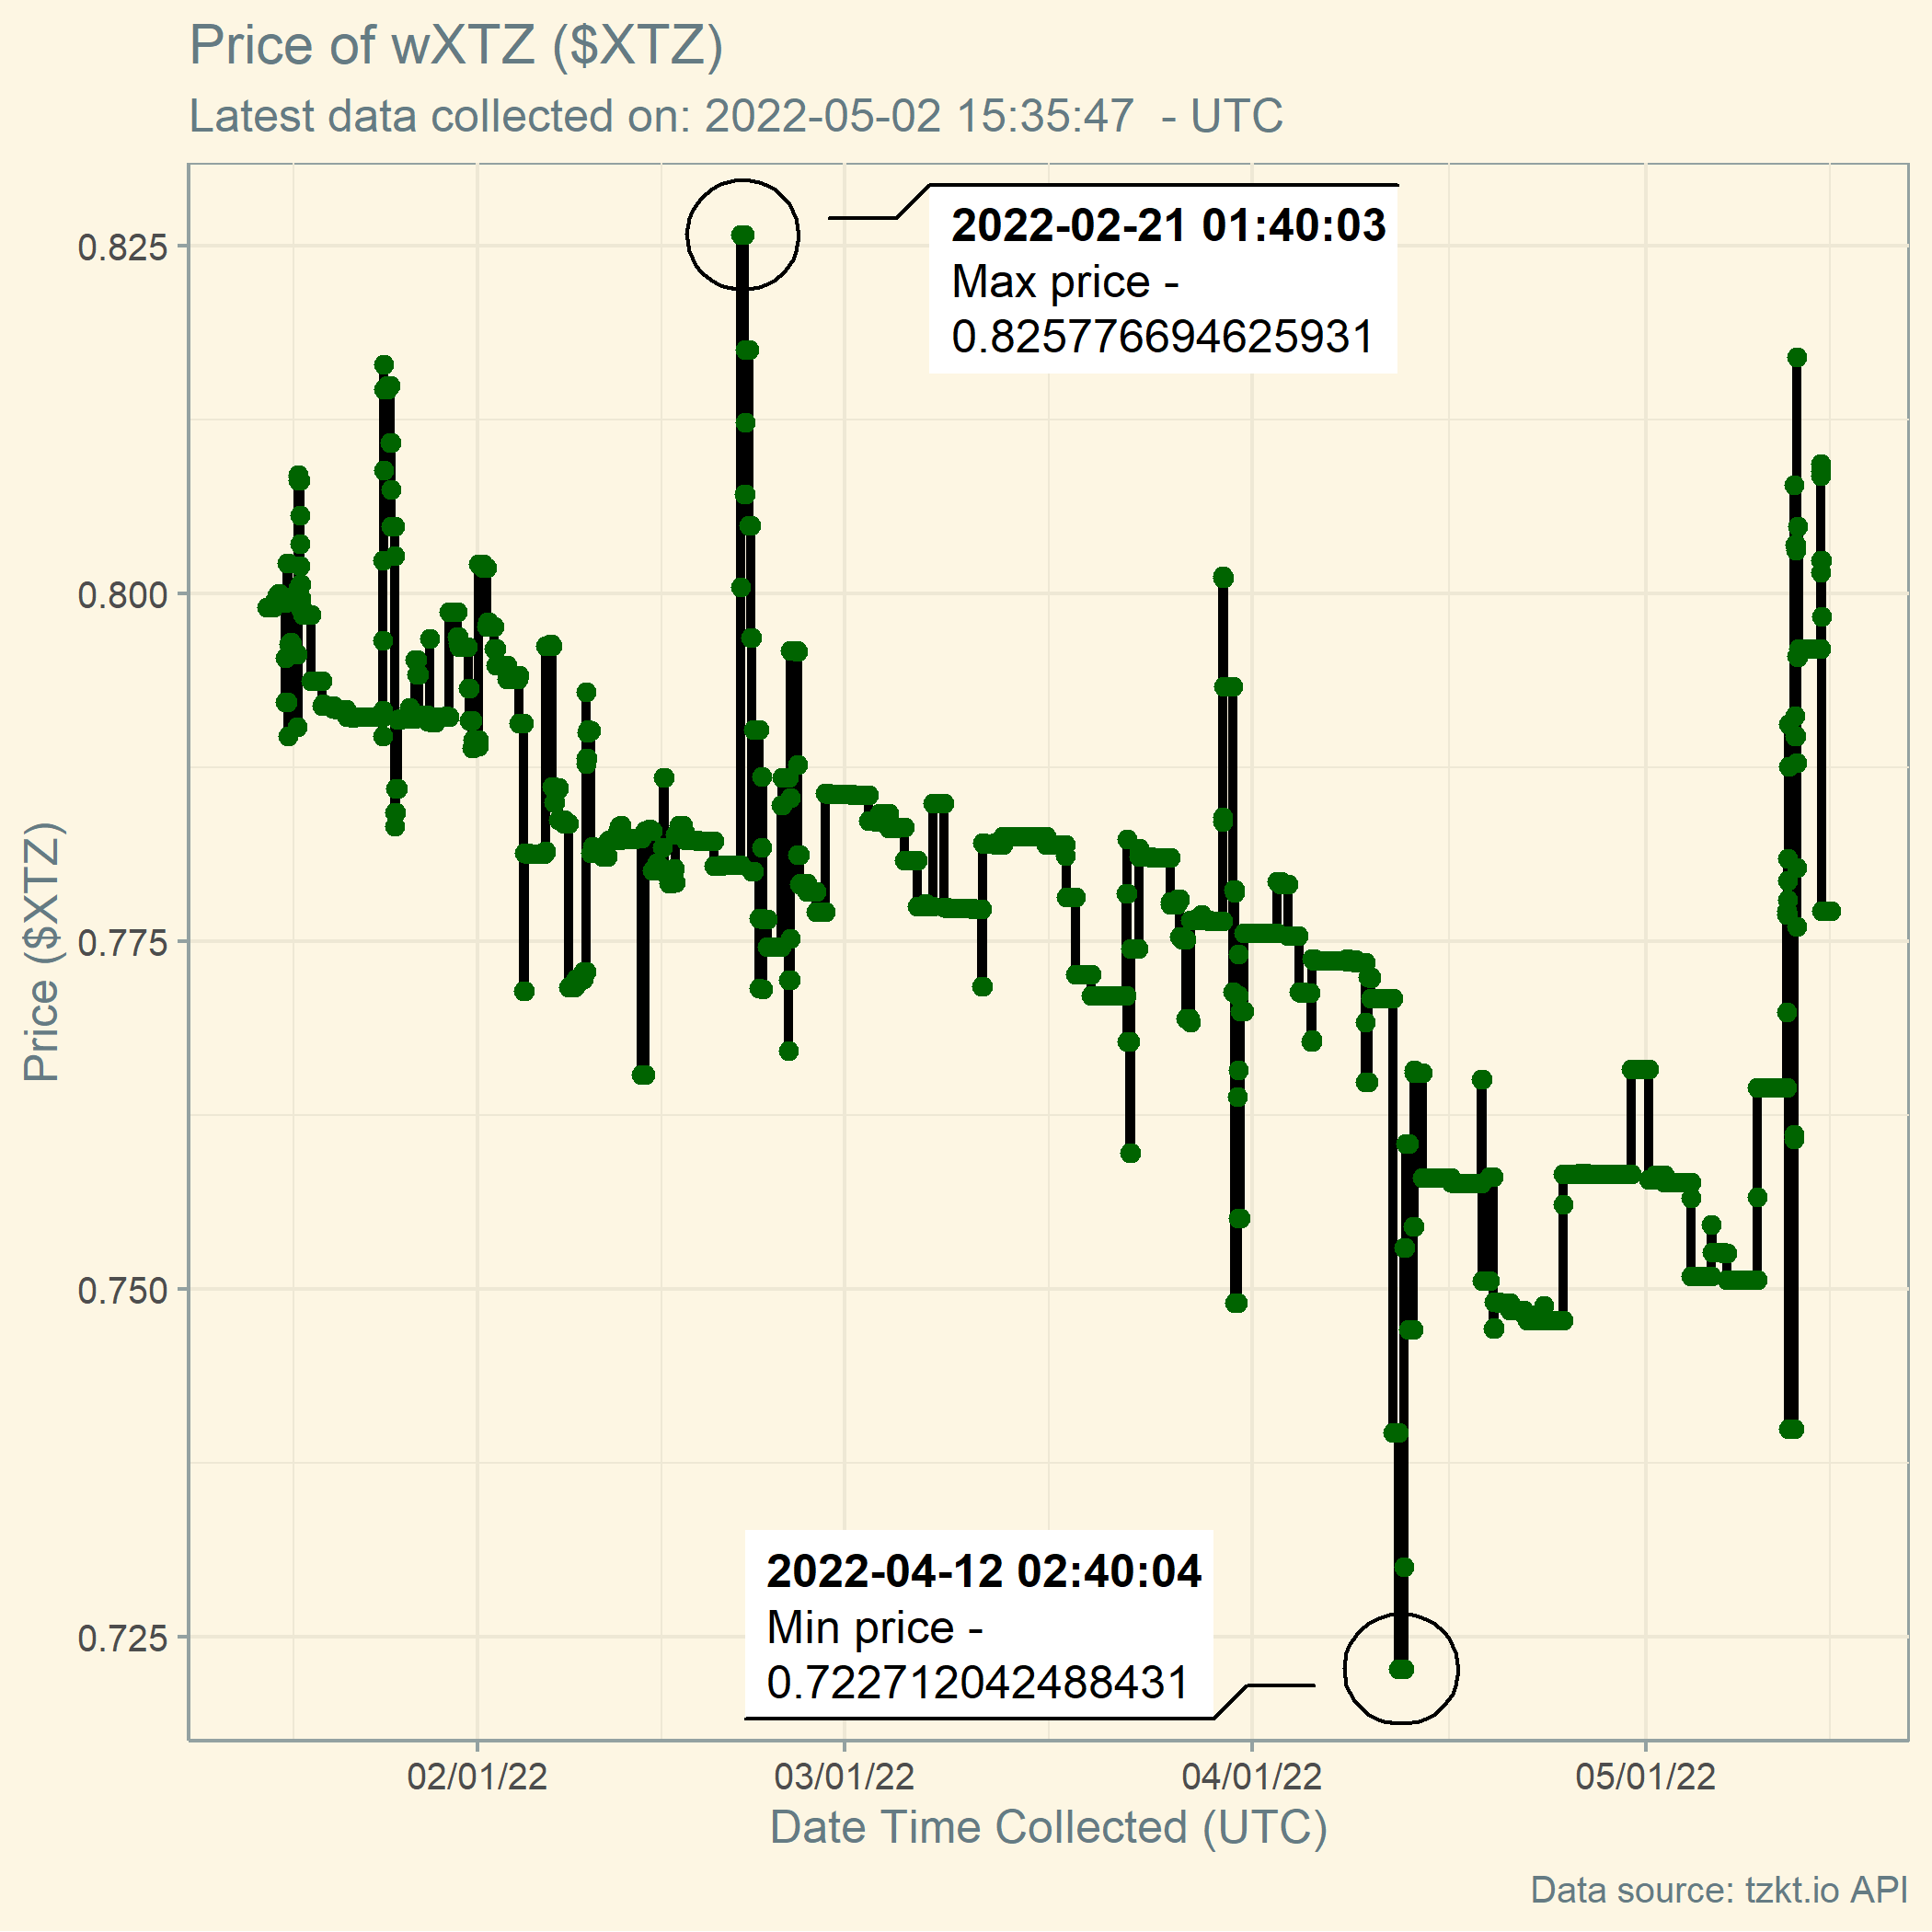 Price of wXTZ ($XTZ)
Latest data collected on: 2022-05-02 15:35:47  - UTC
2022-02-21 01:40:03
Max price -
0.825776694625931
0.825
0.800
0.775
0.750
0.725
Price ($XTZ)
2022-04-12 02:40:04
Min price -
0.722712042488431
02/01/22
03/01/22
04/01/22
05/01/22
Date Time Collected (UTC)
Data source: tzkt.io API